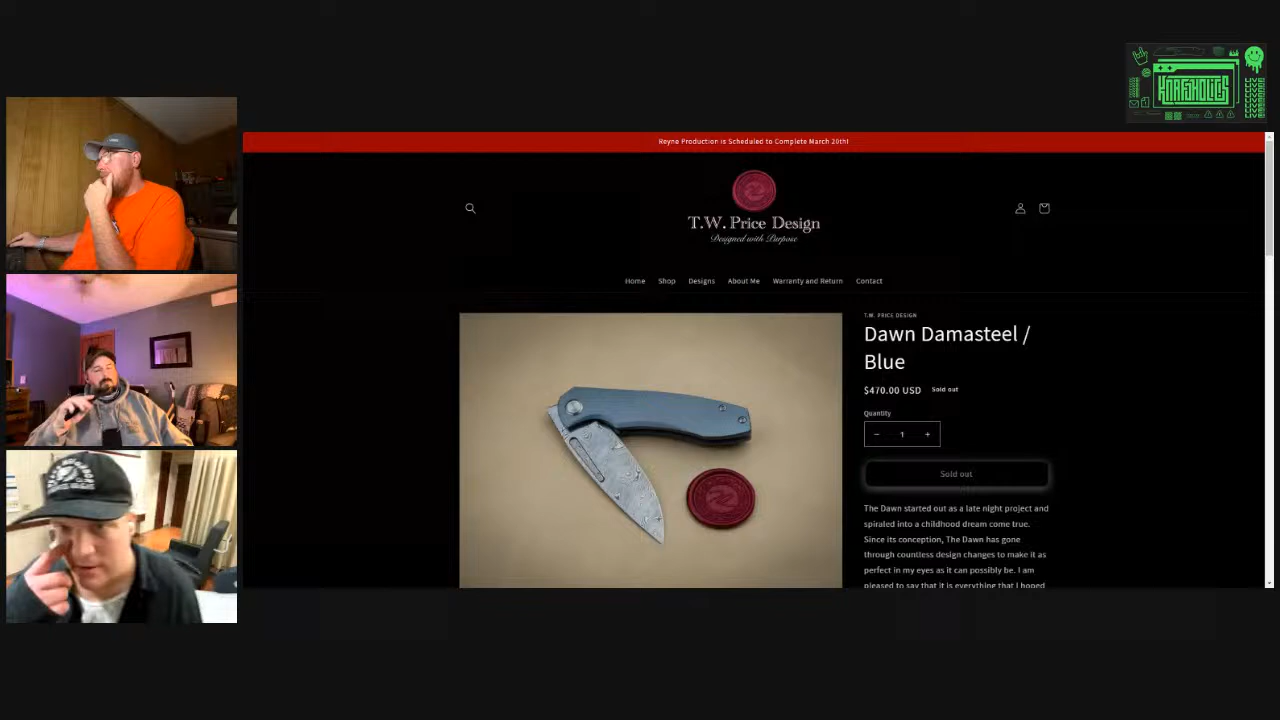 KNAFSHOLICS
Reyne Production is Scheduled to Complete March 20th!
T.W. Price Design
Designed with Purpose
Home Shop Designs About Me Warrenty and Return Contact
T.W. PRICE DESIGN
Dawn Damasteel /
Blue
$470.00 USD Sold out
Quantity
− 1 +
Sold out
The Dawn started out as a late night project and
spiraled into a childhood dream come true.
Since its conception, The Dawn has gone
through countless design changes to make it as
perfect in my eyes as it can possibly be. I am
pleased to say that it is everything that I hoped